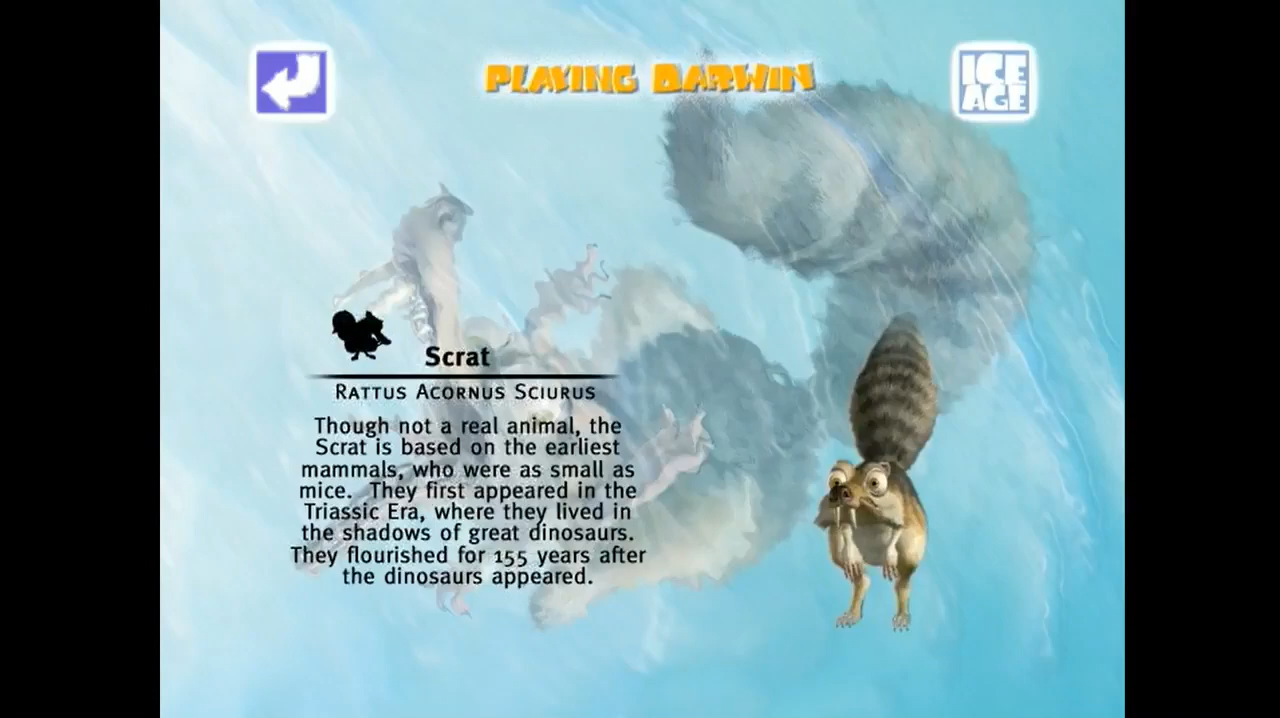 PLAYING DARWIN
ICE
AGE
Scrat
RATTUS ACORNUS SCIURUS
Though not a real animal, the
Scrat is based on the earliest
mammals, who were as small as
mice. They first appeared in the
Triassic Era, where they lived in
the shadows of great dinosaurs.
They flourished for 155 years after
the dinosaurs appeared.